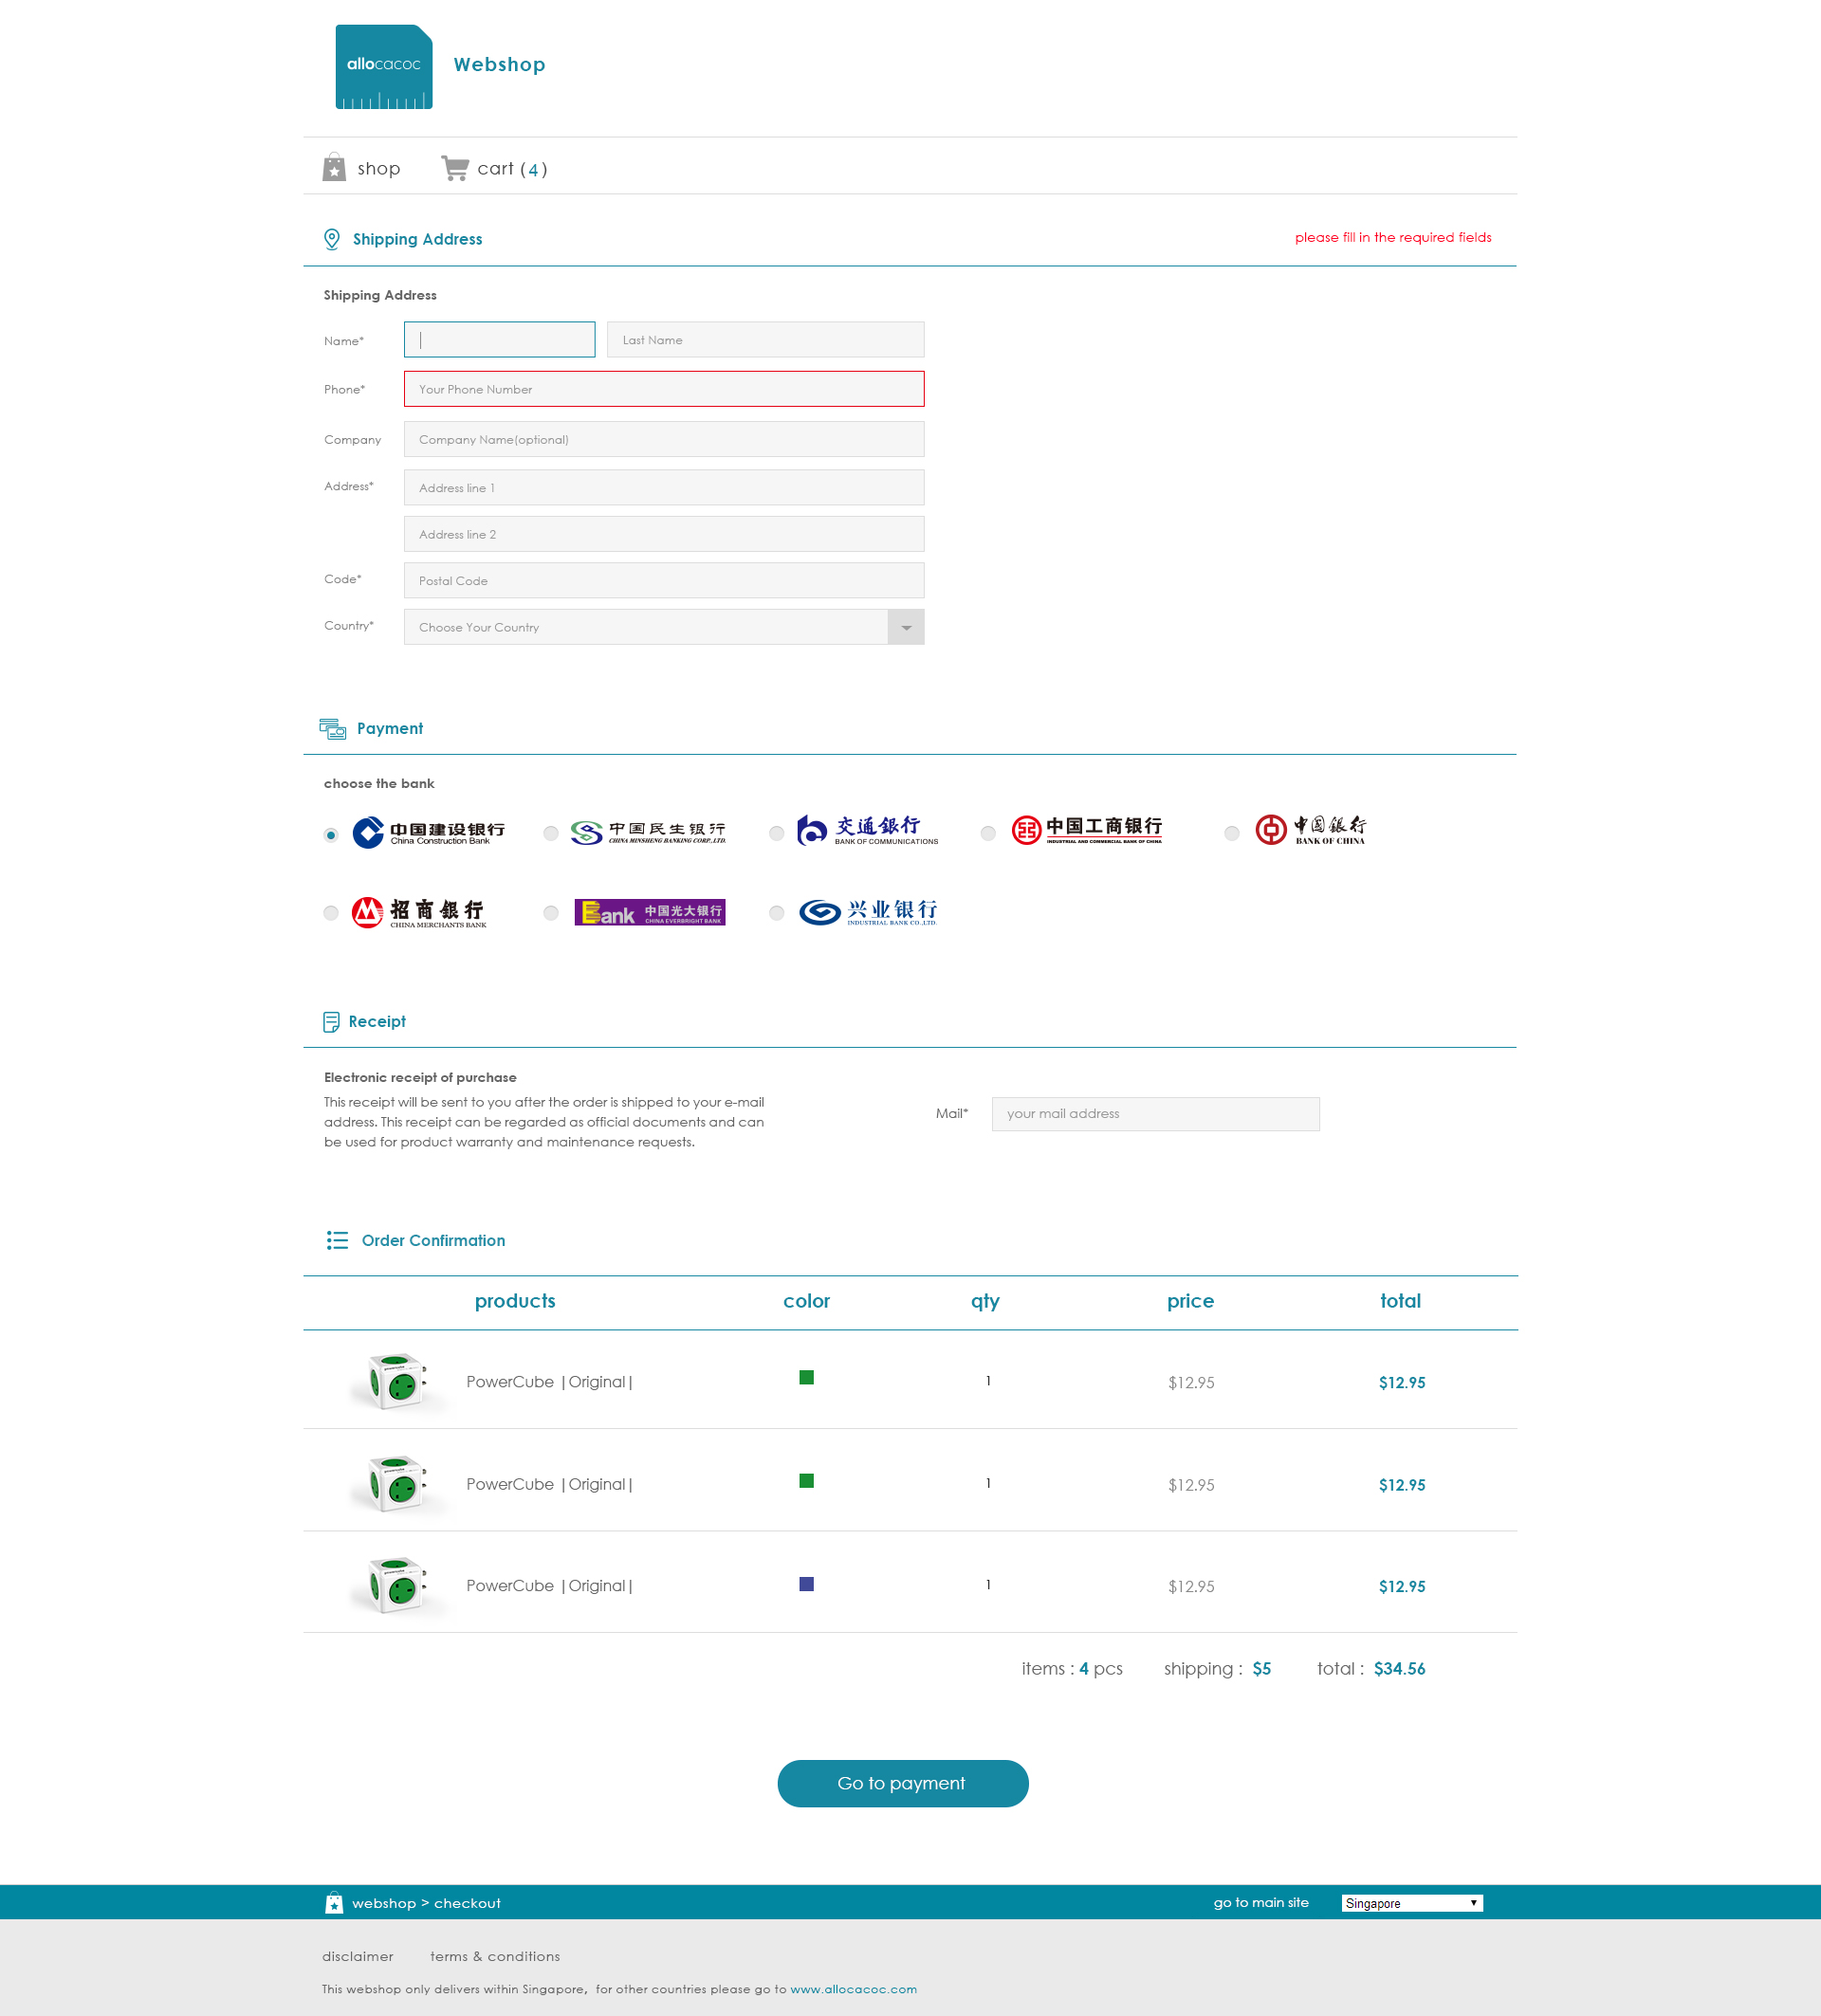 allocacoc
Webshop
shop
cart (4)
Shipping Address
please fill in the required fields
Shipping Address
Name*
Last Name
Phone*
Your Phone Number
Company
Company Name(optional)
Address*
Address line 1
Address line 2
Code*
Postal Code
Country*
Choose Your Country
Payment
choose the bank
中国建设银行
China Construction Bank
中国民生银行
CHINA MINSHENG BANKING CORP., LTD.
交通银行
BANK OF COMMUNICATIONS
中国工商银行
INDUSTRIAL AND COMMERCIAL BANK OF CHINA
中国银行
BANK OF CHINA
招商银行
CHINA MERCHANTS BANK
Bank
中国光大银行
CHINA EVERBRIGHT BANK
兴业银行
INDUSTRIAL BANK CO.,LTD.
Receipt
Electronic receipt of purchase
This receipt will be sent to you after the order is shipped to your e-mail
address. This receipt can be regarded as official documents and can
be used for product warranty and maintenance requests.
Mail*
your mail address
Order Confirmation
products color qty price total
PowerCube |Original| 1 $12.95 $12.95
PowerCube |Original| 1 $12.95 $12.95
PowerCube |Original| 1 $12.95 $12.95
items : 4 pcs shipping : $5 total : $34.56
Go to payment
webshop > checkout
go to main site
Singapore
disclaimer
terms & conditions
This webshop only delivers within Singapore, for other countries please go to www.allocacoc.com